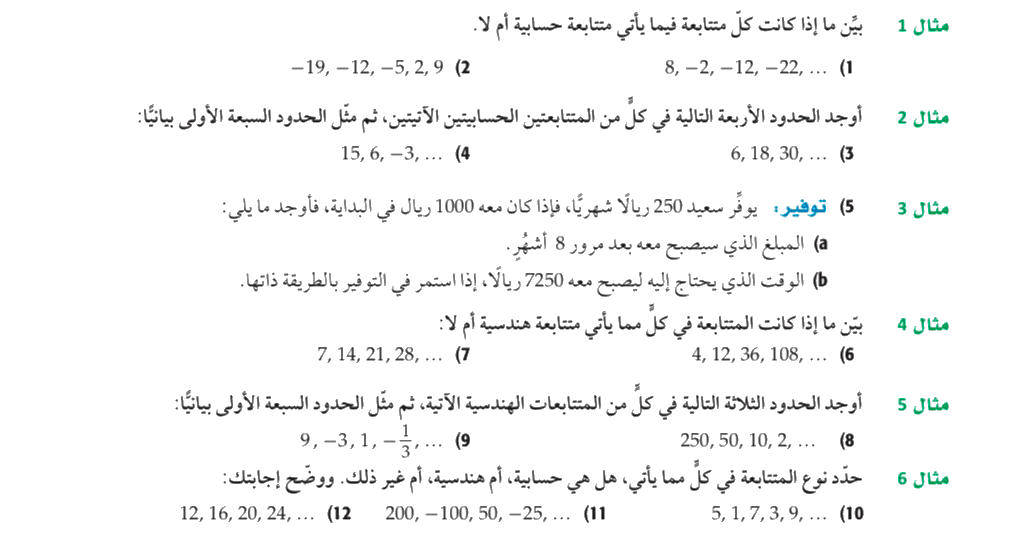 مثال 1 بيِّن ما إذا كانت كلّ متتابعة فيما يأتي متتابعة حسابية أم لا.
(1 8, −2, −12, −22, … (2 −19, −12, −5, 2, 9
مثال 2 أوجد الحدود الأربعة التالية في كلٍّ من المتتابعتين الحسابيتين الآتيتين، ثم مثّل الحدود السبعة الأولى بيانيًّا:
(3 6, 18, 30, … (4 15, 6, −3, …
مثال 3 (5 توفير: يوفِّر سعيد 250 ريالًا شهريًّا، فإذا كان معه 1000 ريال في البداية، فأوجد ما يلي:
(a المبلغ الذي سيصبح معه بعد مرور 8 أشهُرٍ.
(b الوقت الذي يحتاج إليه ليصبح معه 7250 ريالًا، إذا استمر في التوفير بالطريقة ذاتها.
مثال 4 بيّن ما إذا كانت المتتابعة في كلٍّ مما يأتي متتابعة هندسية أم لا:
(6 4, 12, 36, 108, … (7 7, 14, 21, 28, …
مثال 5 أوجد الحدود الثلاثة التالية في كلٍّ من المتتابعات الهندسية الآتية، ثم مثّل الحدود السبعة الأولى بيانيًّا:
(8 250, 50, 10, 2, … (9 9, −3, 1, −1/3, …
مثال 6 حدّد نوع المتتابعة في كلٍّ مما يأتي، هل هي حسابية، أم هندسية، أم غير ذلك. ووضّح إجابتك:
(10 5, 1, 7, 3, 9, … (11 200, −100, 50, −25, … (12 12, 16, 20, 24, …